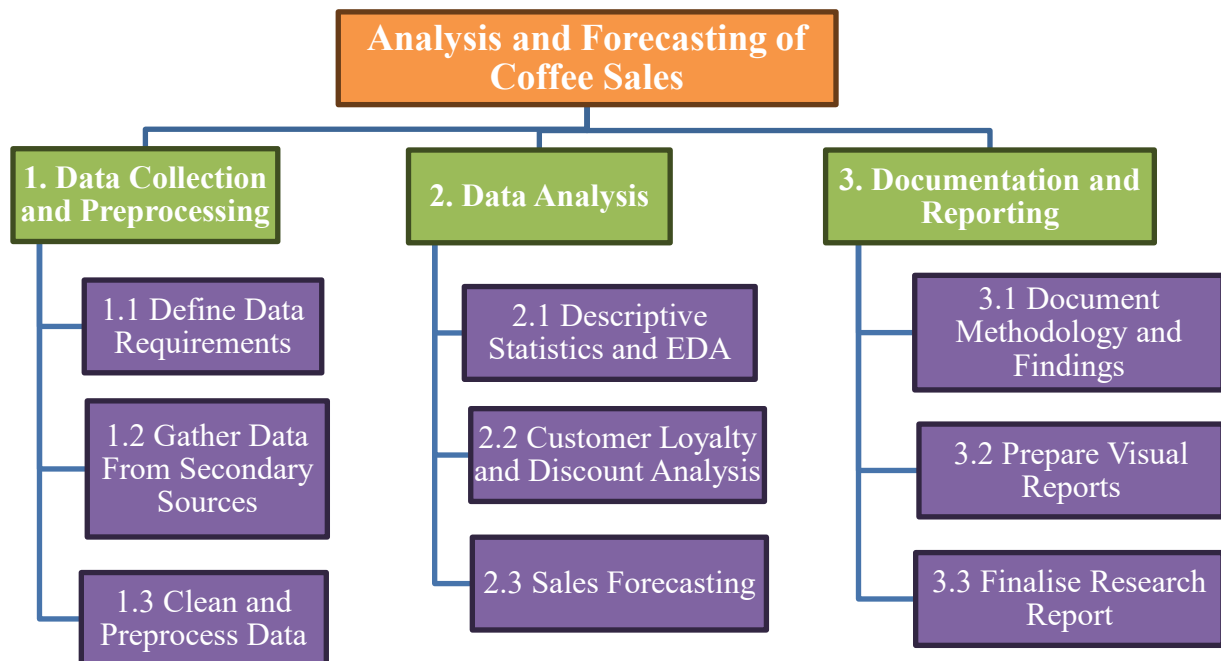 Analysis and Forecasting of
Coffee Sales
1. Data Collection
and Preprocessing
1.1 Define Data
Requirements
1.2 Gather Data
From Secondary
Sources
1.3 Clean and
Preprocess Data
2. Data Analysis
2.1 Descriptive
Statistics and EDA
2.2 Customer Loyalty
and Discount Analysis
2.3 Sales Forecasting
3. Documentation and
Reporting
3.1 Document
Methodology and
Findings
3.2 Prepare Visual
Reports
3.3 Finalise Research
Report